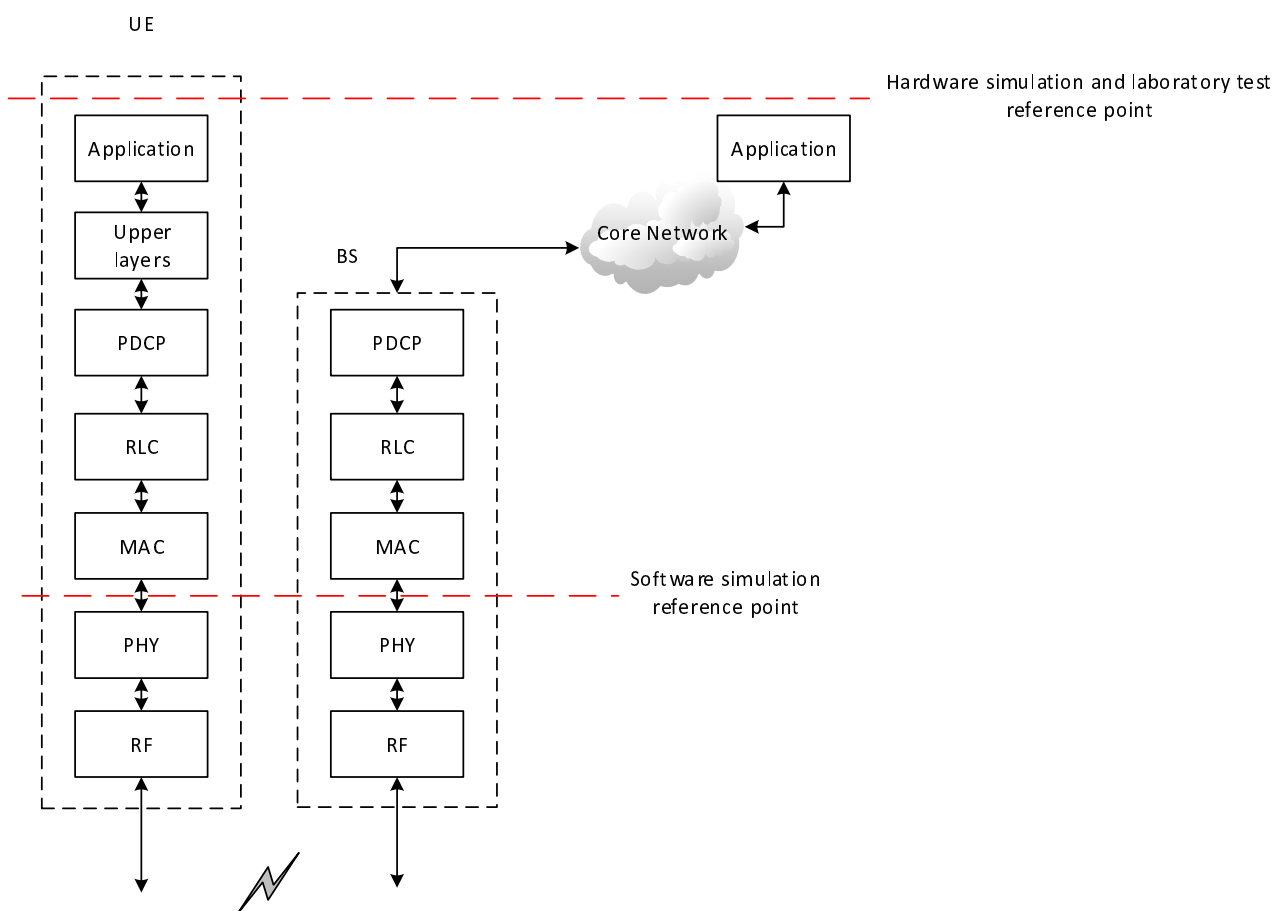 UE
Hardware simulation and laboratory test
reference point
Application
Application
Upper
layers
Core Network
BS
PDCP
PDCP
RLC
RLC
MAC
MAC
Software simulation
reference point
PHY
PHY
RF
RF